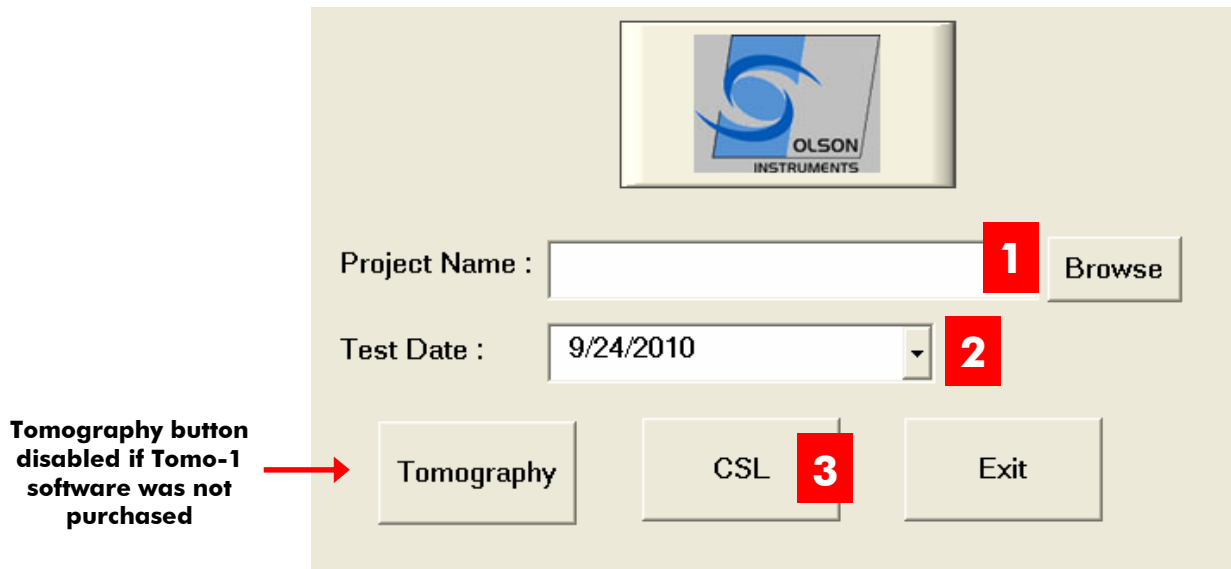 OLSON
INSTRUMENTS
Project Name :
1
Browse
Test Date :
9/24/2010
2
Tomography button
disabled if Tomo-1
software was not
purchased
Tomography
CSL
3
Exit